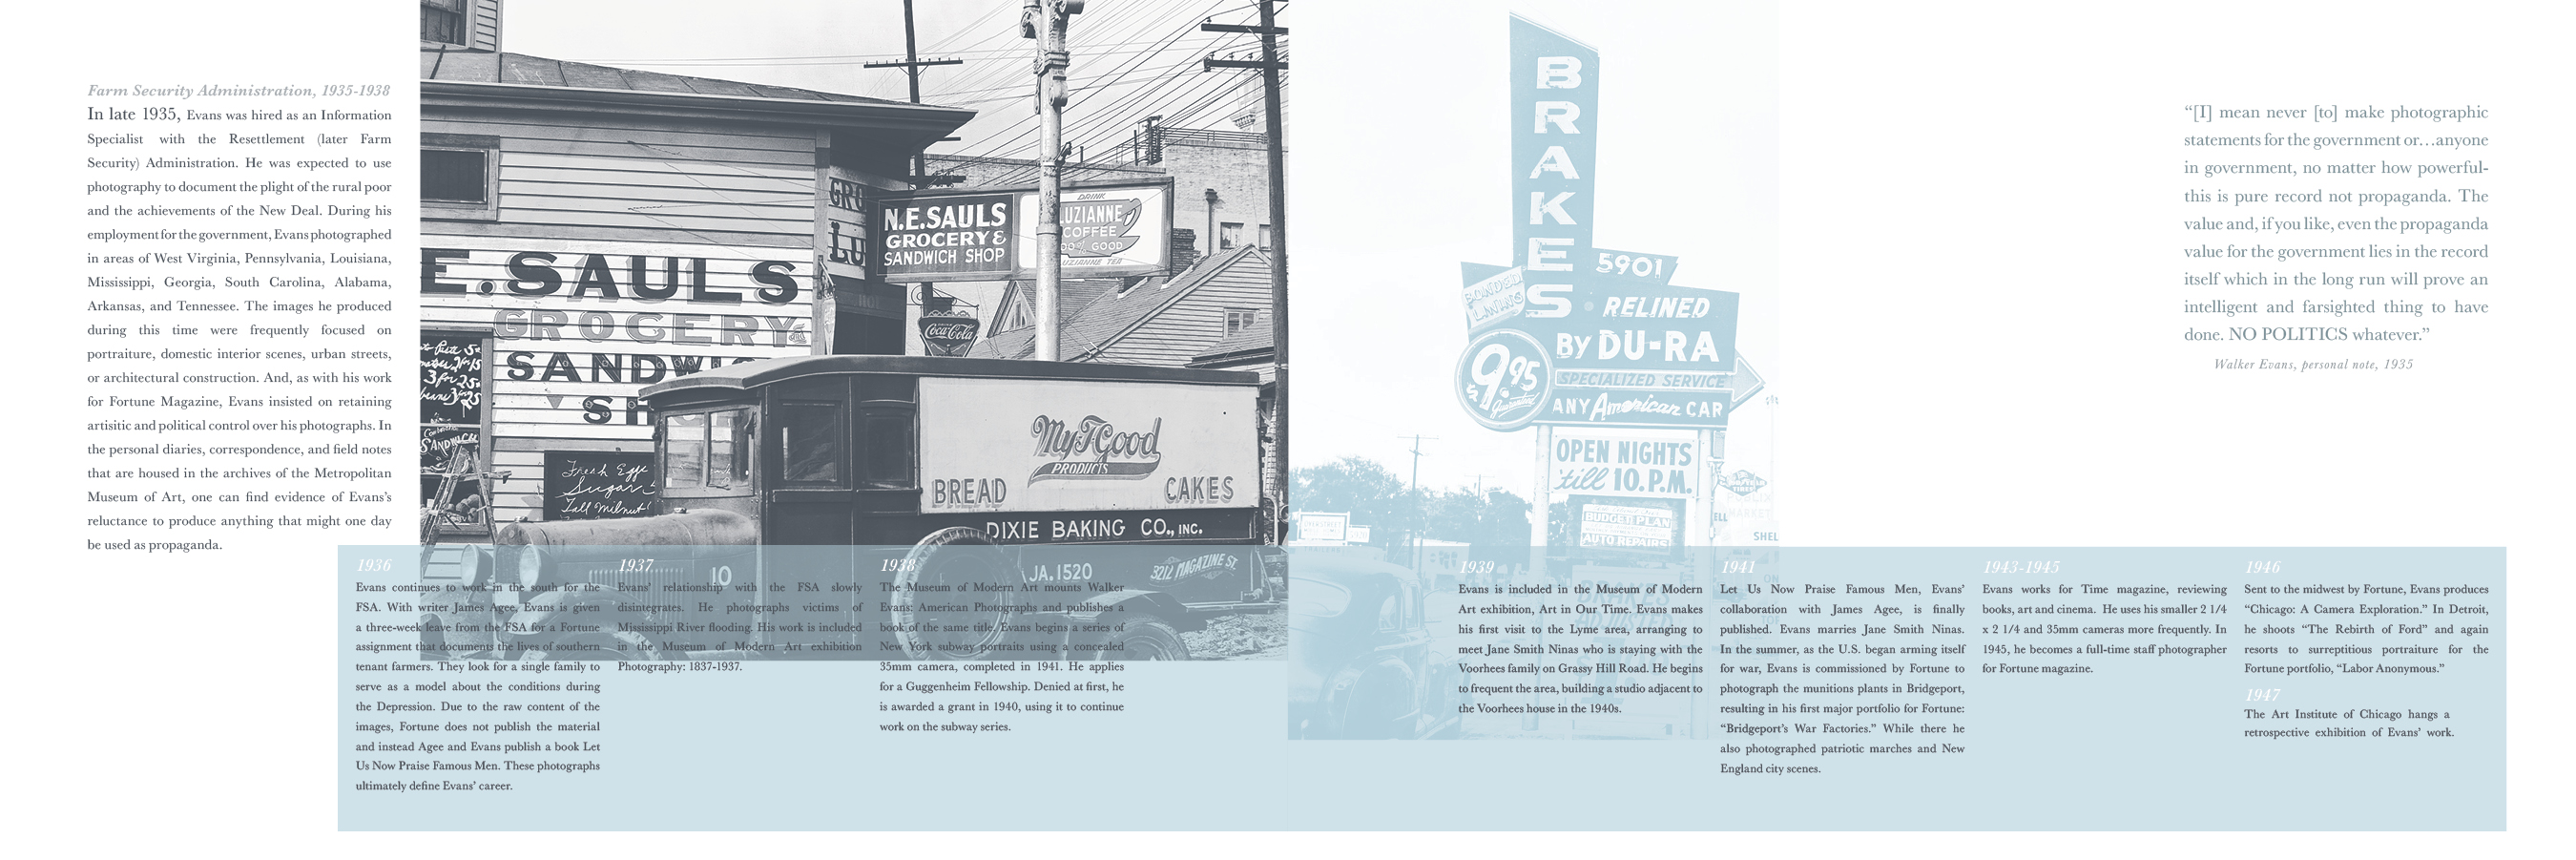 Farm Security Administration, 1935-1938
In late 1935, Evans was hired as an Information
Specialist with the Resettlement (later Farm
Security) Administration. He was expected to use
photography to document the plight of the rural poor
and the achievements of the New Deal. During his
employment for the government, Evans photographed
in areas of West Virginia, Pennsylvania, Louisiana,
Mississippi, Georgia, South Carolina, Alabama,
Arkansas, and Tennessee. The images he produced
during this time were frequently focused on
portraiture, domestic interior scenes, urban streets,
or architectural construction. And, as with his work
for Fortune Magazine, Evans insisted on retaining
artisitic and political control over his photographs. In
the personal diaries, correspondence, and field notes
that are housed in the archives of the Metropolitan
Museum of Art, one can find evidence of Evans's
reluctance to produce anything that might one day
be used as propaganda.
GRO
LU
N.E.SAULS
GROCERY &
SANDWICH SHOP
DRINK
LUZIANNE
COFFEE
100% GOOD
LUZIANNE TEA
E.SAULS
GROCERY &
SANDWIC
SH
Coca-Cola
3 for 25
SANDWICH
Fresh Eggs
Sugar
Tall Milnut
My-T-Good
PRODUCTS
BREAD
CAKES
DIXIE BAKING CO., INC.
10
JA.1520
3212 MAGAZINE ST.
BRAKES
5901
BONDED
LININGS
RELINED
BY DU-RA
$9.95
Guaranteed
SPECIALIZED SERVICE
ANY American CAR
OPEN NIGHTS
'till 10.P.M.
BUDGET PLAN
AUTO REPAIRS
MARKET
SHEL
BRAKES
ADJUSTED
“[I] mean never [to] make photographic
statements for the government or…anyone
in government, no matter how powerful-
this is pure record not propaganda. The
value and, if you like, even the propaganda
value for the government lies in the record
itself which in the long run will prove an
intelligent and farsighted thing to have
done. NO POLITICS whatever.”
Walker Evans, personal note, 1935
1936
Evans continues to work in the south for the
FSA. With writer James Agee, Evans is given
a three-week leave from the FSA for a Fortune
assignment that documents the lives of southern
tenant farmers. They look for a single family to
serve as a model about the conditions during
the Depression. Due to the raw content of the
images, Fortune does not publish the material
and instead Agee and Evans publish a book Let
Us Now Praise Famous Men. These photographs
ultimately define Evans' career.
1937
Evans' relationship with the FSA slowly
disintegrates. He photographs victims of
Mississippi River flooding. His work is included
in the Museum of Modern Art exhibition
Photography: 1837-1937.
1938
The Museum of Modern Art mounts Walker
Evans: American Photographs and publishes a
book of the same title. Evans begins a series of
New York subway portraits using a concealed
35mm camera, completed in 1941. He applies
for a Guggenheim Fellowship. Denied at first, he
is awarded a grant in 1940, using it to continue
work on the subway series.
1939
Evans is included in the Museum of Modern
Art exhibition, Art in Our Time. Evans makes
his first visit to the Lyme area, arranging to
meet Jane Smith Ninas who is staying with the
Voorhees family on Grassy Hill Road. He begins
to frequent the area, building a studio adjacent to
the Voorhees house in the 1940s.
1941
Let Us Now Praise Famous Men, Evans'
collaboration with James Agee, is finally
published. Evans marries Jane Smith Ninas.
In the summer, as the U.S. began arming itself
for war, Evans is commissioned by Fortune to
photograph the munitions plants in Bridgeport,
resulting in his first major portfolio for Fortune:
“Bridgeport's War Factories.” While there he
also photographed patriotic marches and New
England city scenes.
1943-1945
Evans works for Time magazine, reviewing
books, art and cinema. He uses his smaller 2 1/4
x 2 1/4 and 35mm cameras more frequently. In
1945, he becomes a full-time staff photographer
for Fortune magazine.
1946
Sent to the midwest by Fortune, Evans produces
“Chicago: A Camera Exploration.” In Detroit,
he shoots “The Rebirth of Ford” and again
resorts to surreptitious portraiture for the
Fortune portfolio, “Labor Anonymous.”
1947
The Art Institute of Chicago hangs a
retrospective exhibition of Evans' work.